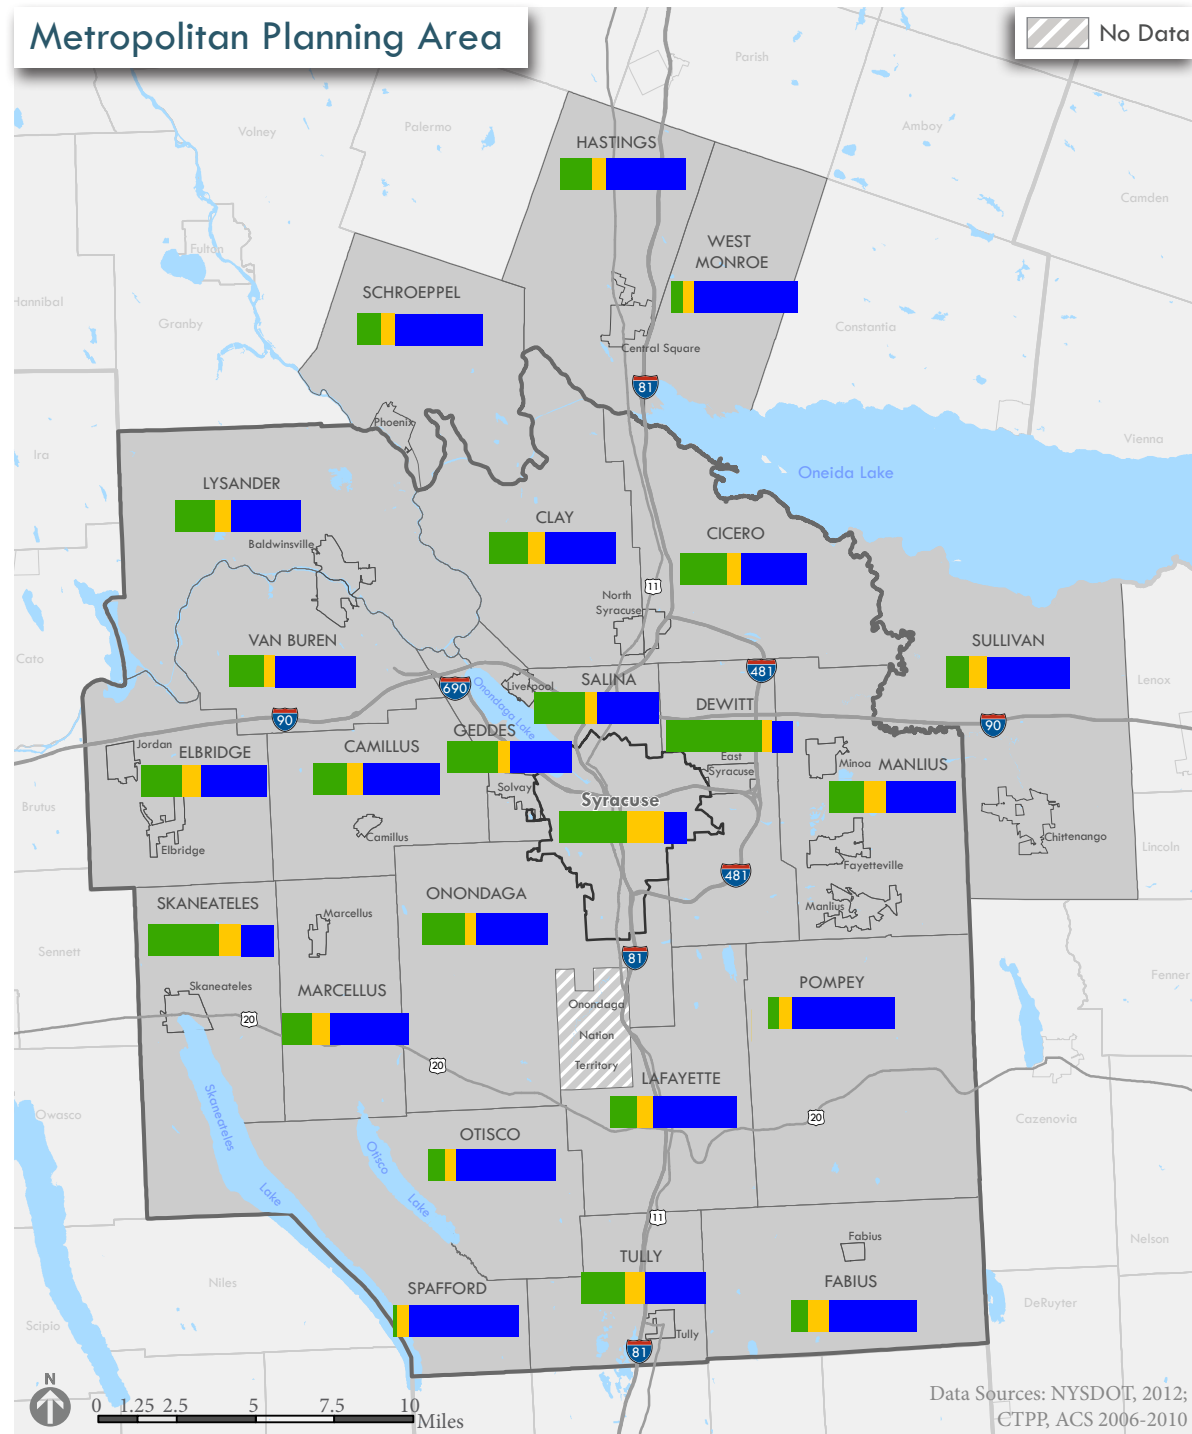 Metropolitan Planning Area
No Data
Parish
Volney
Palermo
Amboy
HASTINGS
Camden
Fulton
WEST
MONROE
SCHROEPPEL
Hannibal
Granby
Constantia
Central Square
81
Phoenix
Vienna
Ira
Oneida Lake
LYSANDER
CLAY
CICERO
Baldwinsville
11
North
Syracuse
VAN BUREN
SULLIVAN
Cato
481
SALINA
Lenox
690
Liverpool
Onondaga Lake
DEWITT
90
90
GEDDES
Jordan
ELBRIDGE
CAMILLUS
East
Syracuse
Minoa
MANLIUS
Solvay
Syracuse
Brutus
Camillus
Chittenango
Elbridge
Lincoln
Fayetteville
481
ONONDAGA
SKANEATELES
Marcellus
Manlius
Sennett
81
Fenner
Skaneateles
MARCELLUS
POMPEY
Onondaga
Nation
Territory
20
20
LAFAYETTE
Owasco
Skaneateles
Lake
20
Cazenovia
OTISCO
Otisco
Lake
11
Fabius
Nelson
TULLY
Niles
SPAFFORD
FABIUS
DeRuyter
Scipio
Tully
81
N
0 1.25 2.5 5 7.5 10
Miles
Data Sources: NYSDOT, 2012;
CTPP, ACS 2006-2010